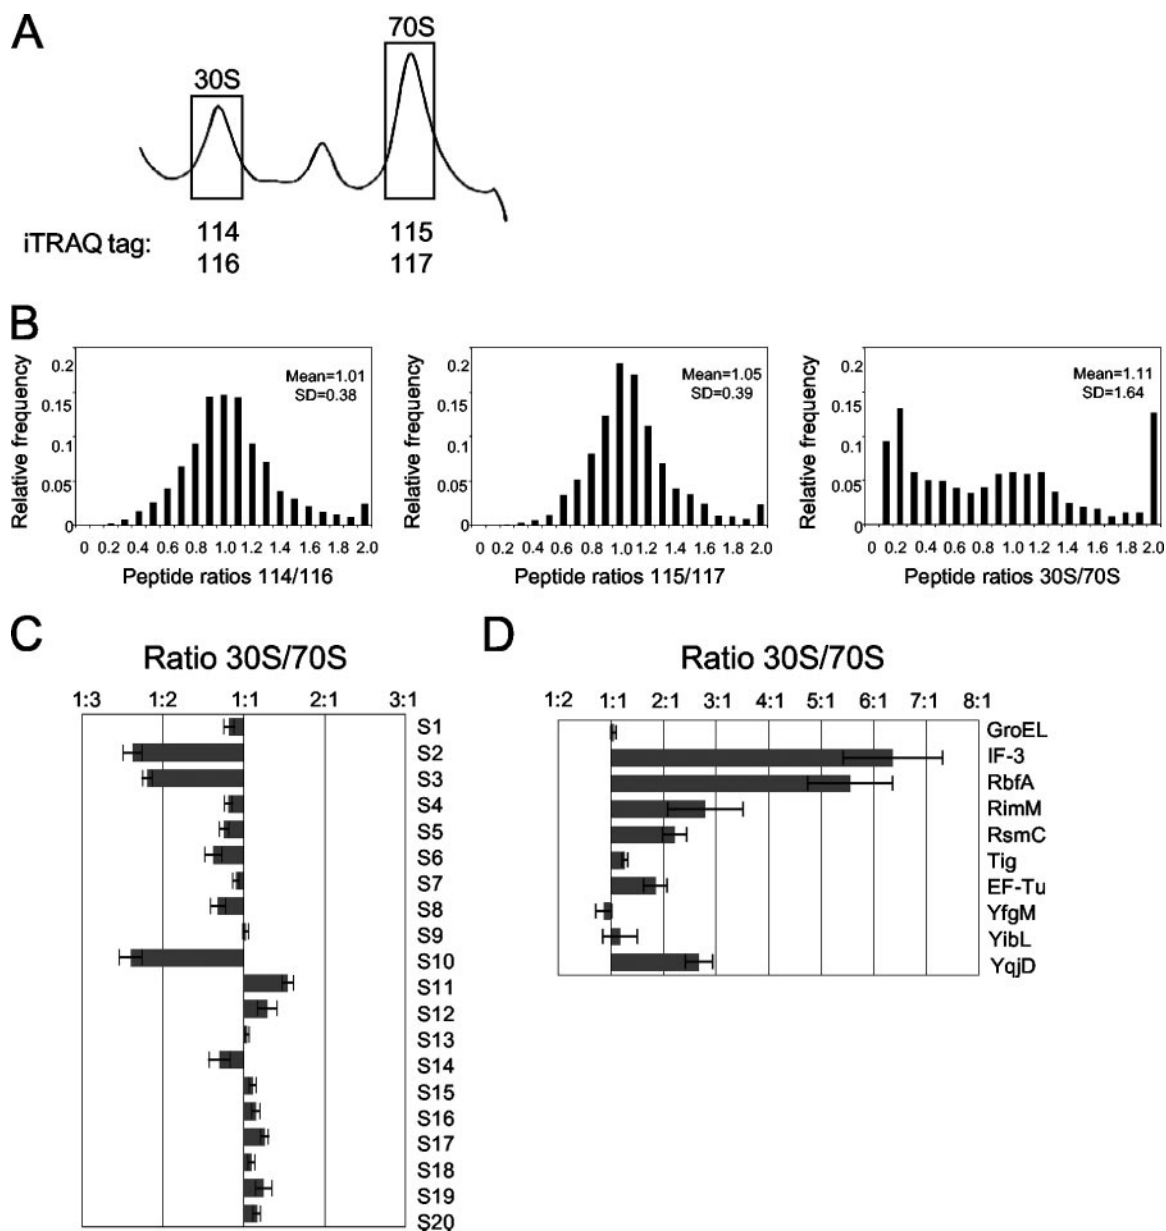 A
70S
30S
iTRAQ tag:
114
115
116
117
B
Relative frequency
0.2
0.15
0.1
0.05
0
Mean=1.01
SD=0.38
0 0.2 0.4 0.6 0.8 1.0 1.2 1.4 1.6 1.8 2.0
Peptide ratios 114/116
Relative frequency
0.2
0.15
0.1
0.05
0
Mean=1.05
SD=0.39
0 0.2 0.4 0.6 0.8 1.0 1.2 1.4 1.6 1.8 2.0
Peptide ratios 115/117
Relative frequency
0.2
0.15
0.1
0.05
0
Mean=1.11
SD=1.64
0 0.2 0.4 0.6 0.8 1.0 1.2 1.4 1.6 1.8 2.0
Peptide ratios 30S/70S
C
Ratio 30S/70S
1:3 1:2 1:1 2:1 3:1
S1
S2
S3
S4
S5
S6
S7
S8
S9
S10
S11
S12
S13
S14
S15
S16
S17
S18
S19
S20
D
Ratio 30S/70S
1:2 1:1 2:1 3:1 4:1 5:1 6:1 7:1 8:1
GroEL
IF-3
RbfA
RimM
RsmC
Tig
EF-Tu
YfgM
YibL
YqjD